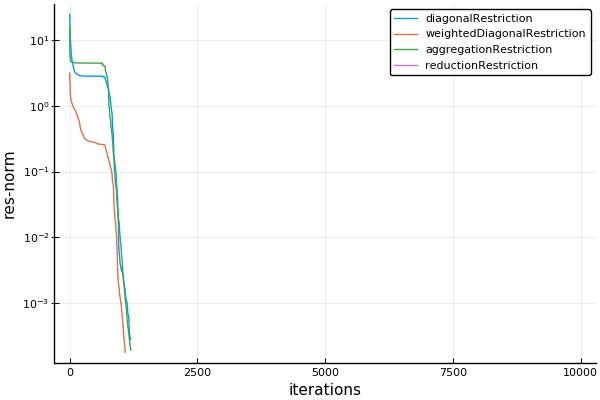 diagonalRestriction
weightedDiagonalRestriction
aggregationRestriction
reductionRestriction
10¹
10⁰
10⁻¹
10⁻²
10⁻³
res-norm
0 2500 5000 7500 10000
iterations